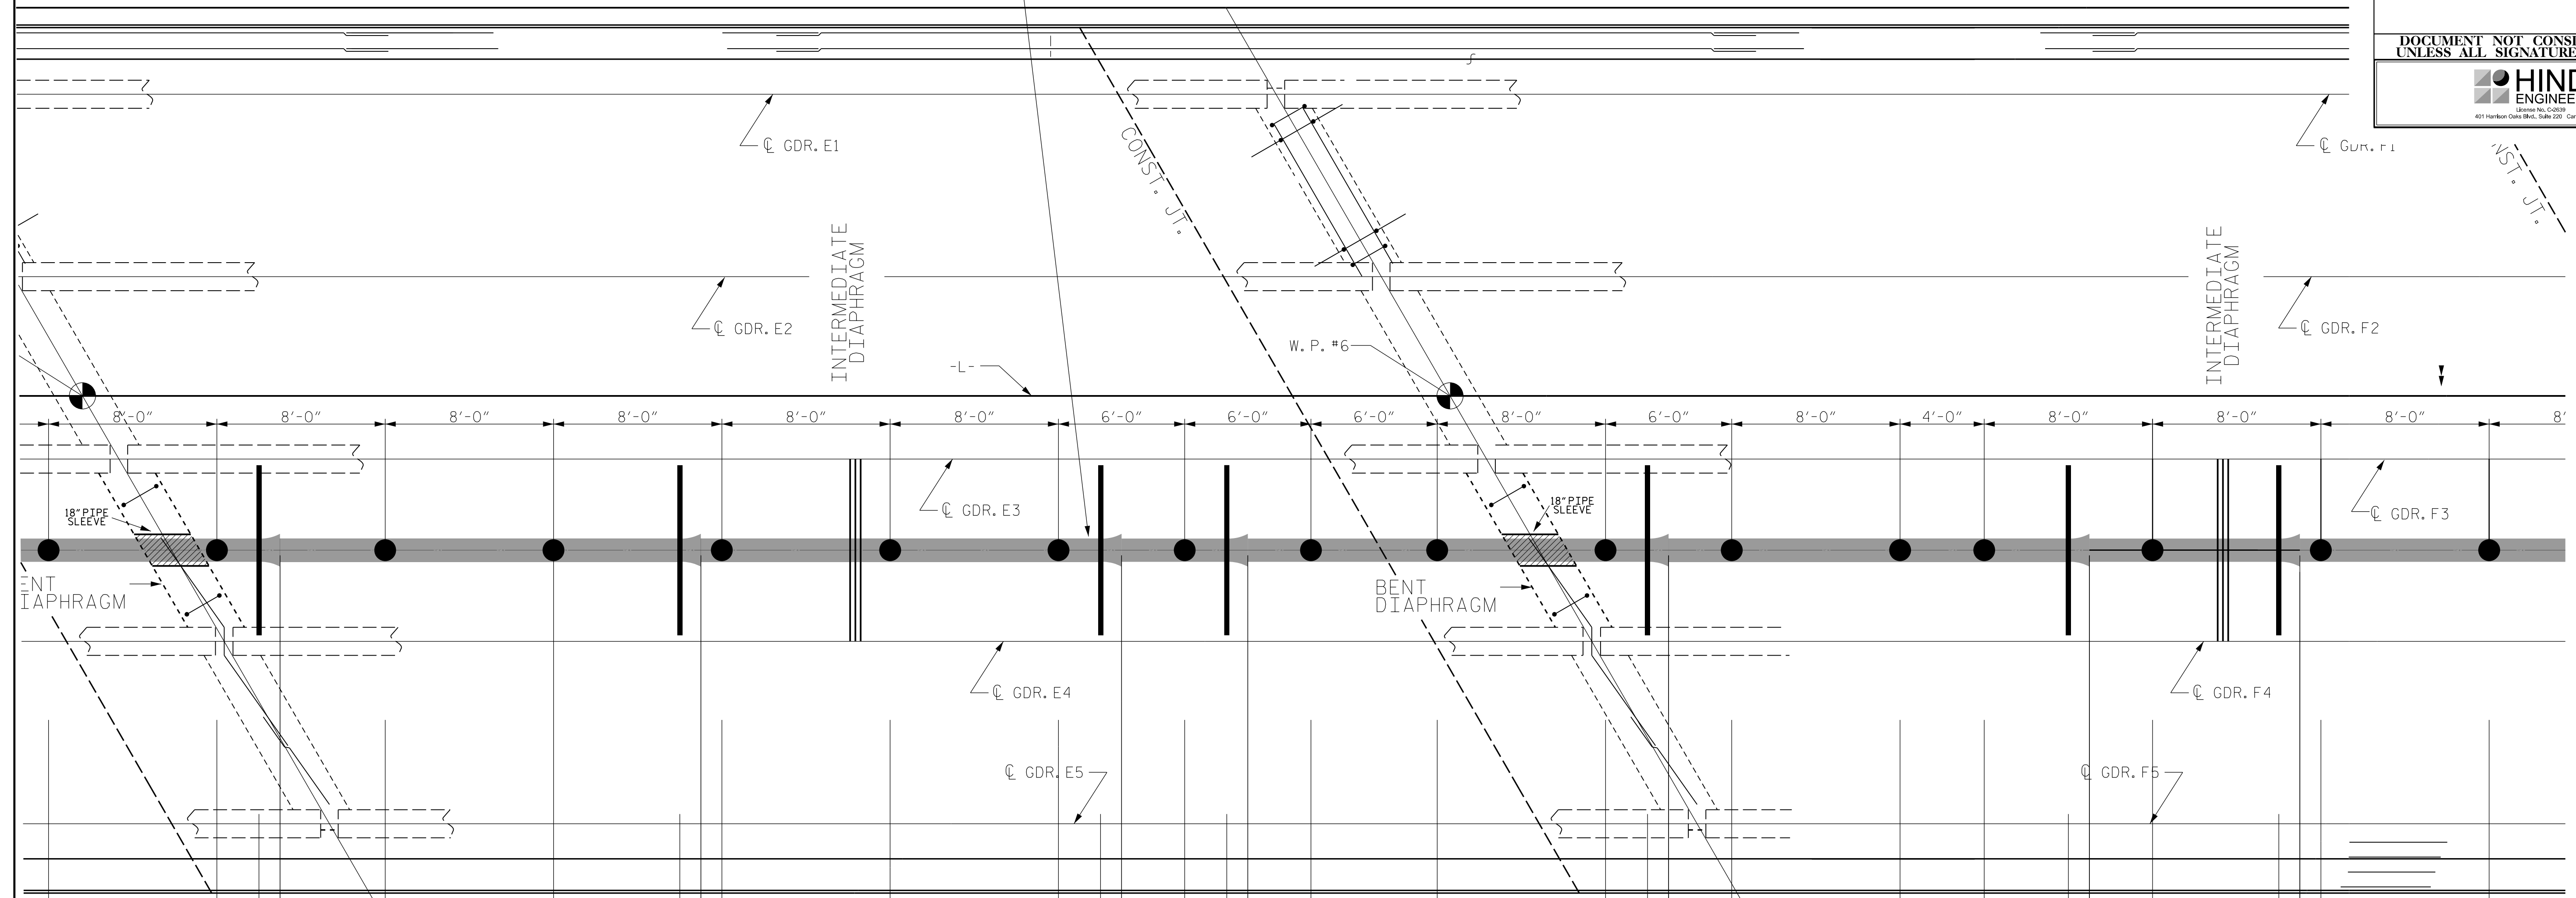 DOCUMENT NOT
UNLESS ALL
ENGINEE
License No. C-2639
401 Harrison Oaks Blvd., Suite 220
CONST. JT.
JT.
℄ GDR. E1
℄ GDR. F1
INTERMEDIATE
DIAPHRAGM
INTERMEDIATE
DIAPHRAGM
℄ GDR. E2
℄ GDR. F2
W.P. #6
-L-
8'-0" 8'-0" 8'-0" 8'-0" 8'-0" 8'-0" 6'-0" 6'-0" 6'-0" 8'-0" 6'-0" 8'-0" 4'-0" 8'-0" 8'-0" 8'-0"
18" PIPE
SLEEVE
℄ GDR. E3
18" PIPE
SLEEVE
℄ GDR. F3
BENT
DIAPHRAGM
℄ GDR. E4
℄ GDR. F4
℄ GDR. E5
℄ GDR. F5